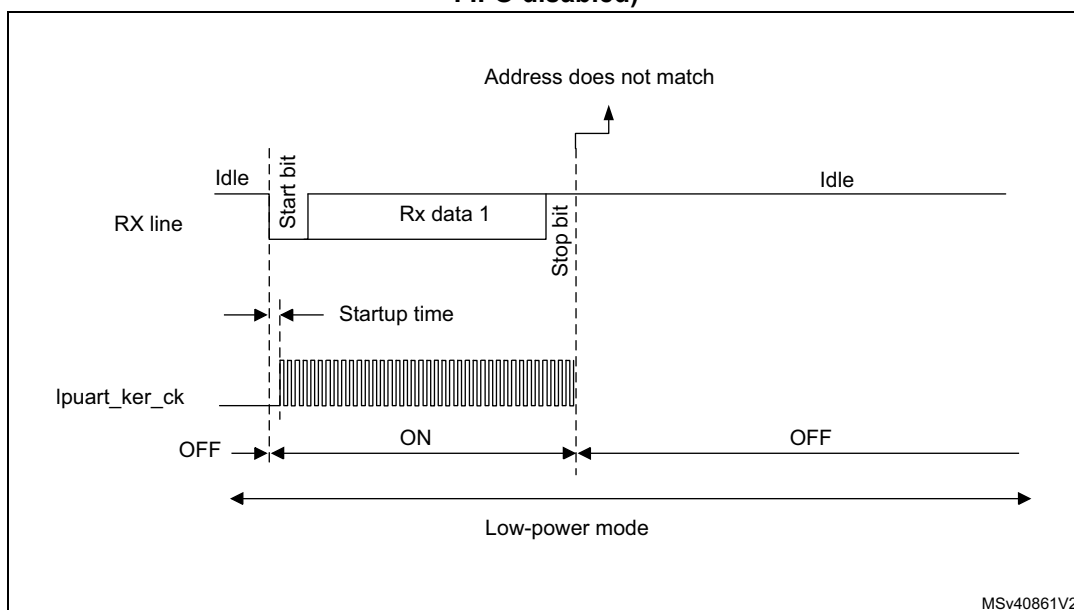 FIFO disabled)
Address does not match
Idle
Start bit
Idle
RX line
Rx data 1
Stop bit
Startup time
lpuart_ker_ck
OFF
ON
OFF
Low-power mode
MSv40861V2